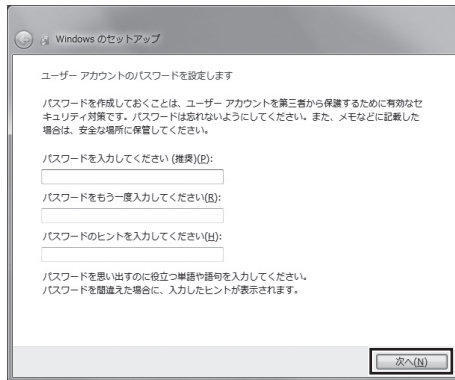 Windows のセットアップ
ユーザー アカウントのパスワードを設定します
パスワードを作成しておくことは、ユーザー アカウントを第三者から保護するために有効なセ
キュリティ対策です。パスワードは忘れないようにしてください。また、メモなどに記載した
場合は、安全な場所に保管してください。
パスワードを入力してください (推奨)(P):
パスワードをもう一度入力してください(R):
パスワードのヒントを入力してください(H):
パスワードを思い出すのに役立つ単語や語句を入力してください。
パスワードを間違えた場合に、入力したヒントが表示されます。
次へ(N)